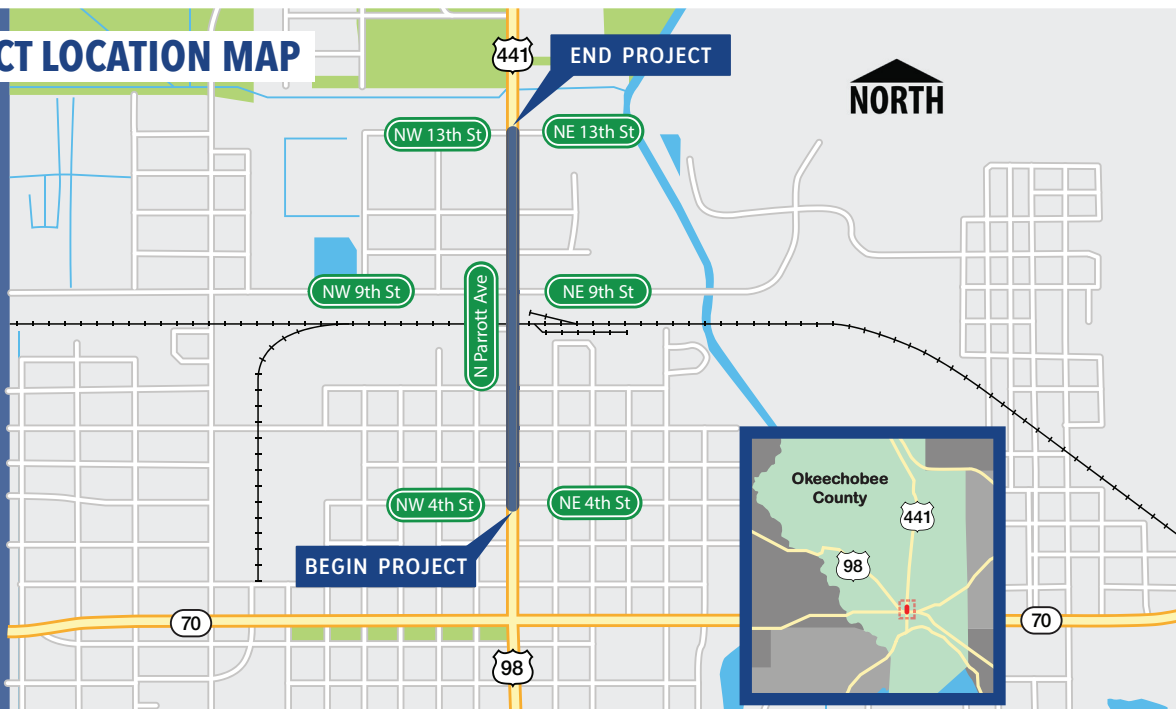 CT LOCATION MAP
441
END PROJECT
NORTH
NW 13th St
NE 13th St
NW 9th St
N Parrott Ave
NE 9th St
NW 4th St
NE 4th St
BEGIN PROJECT
Okeechobee
County
441
98
70
70
98